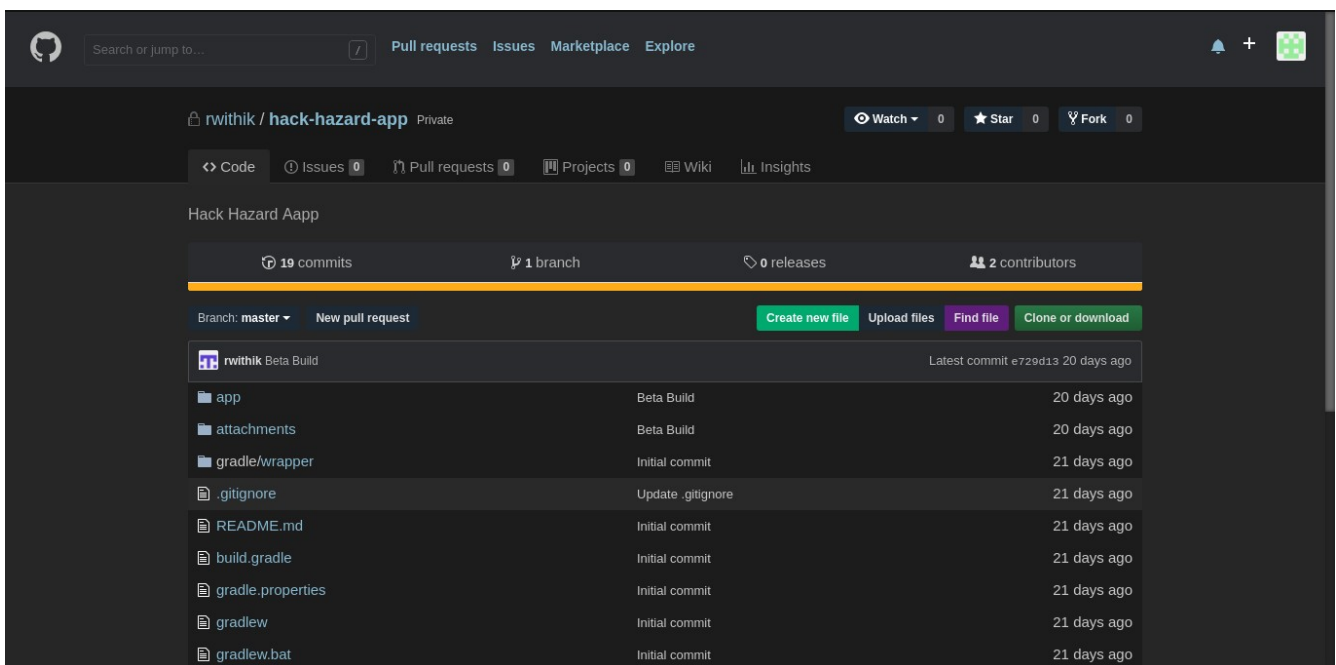 Search or jump to… / Pull requests Issues Marketplace Explore +
rwithik / hack-hazard-app Private Watch 0 Star 0 Fork 0
Code Issues 0 Pull requests 0 Projects 0 Wiki Insights
Hack Hazard Aapp
19 commits 1 branch 0 releases 2 contributors
Branch: master New pull request Create new file Upload files Find file Clone or download
rwithik Beta Build Latest commit e729d13 20 days ago
app Beta Build 20 days ago
attachments Beta Build 20 days ago
gradle/wrapper Initial commit 21 days ago
.gitignore Update .gitignore 21 days ago
README.md Initial commit 21 days ago
build.gradle Initial commit 21 days ago
gradle.properties Initial commit 21 days ago
gradlew Initial commit 21 days ago
gradlew.bat Initial commit 21 days ago